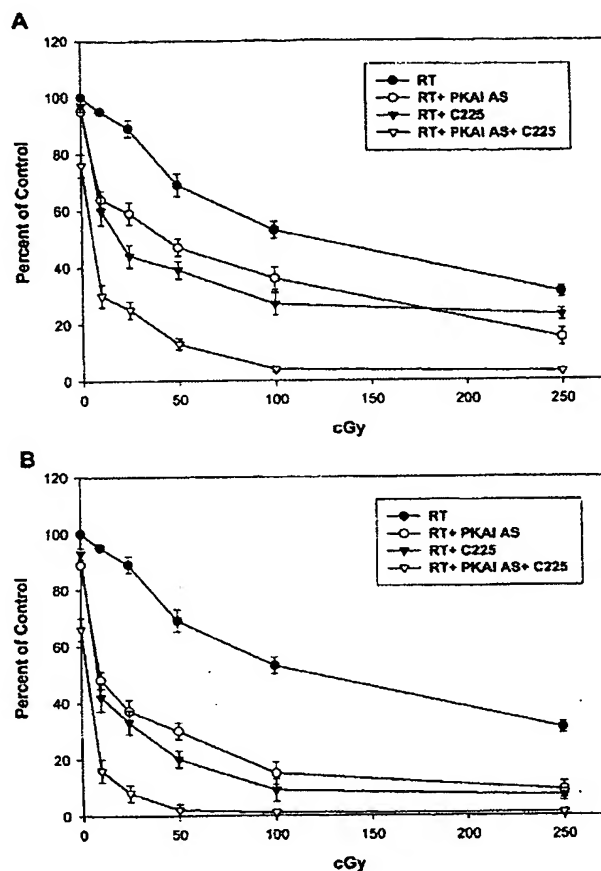 A
120
100
80
60
40
20
0
Percent of Control
RT
RT+ PKAI AS
RT+ C225
RT+ PKAI AS+ C225
0 50 100 150 200 250
cGy
B
120
100
80
60
40
20
0
Percent of Control
RT
RT+ PKAI AS
RT+ C225
RT+ PKAI AS+ C225
0 50 100 150 200 250
cGy